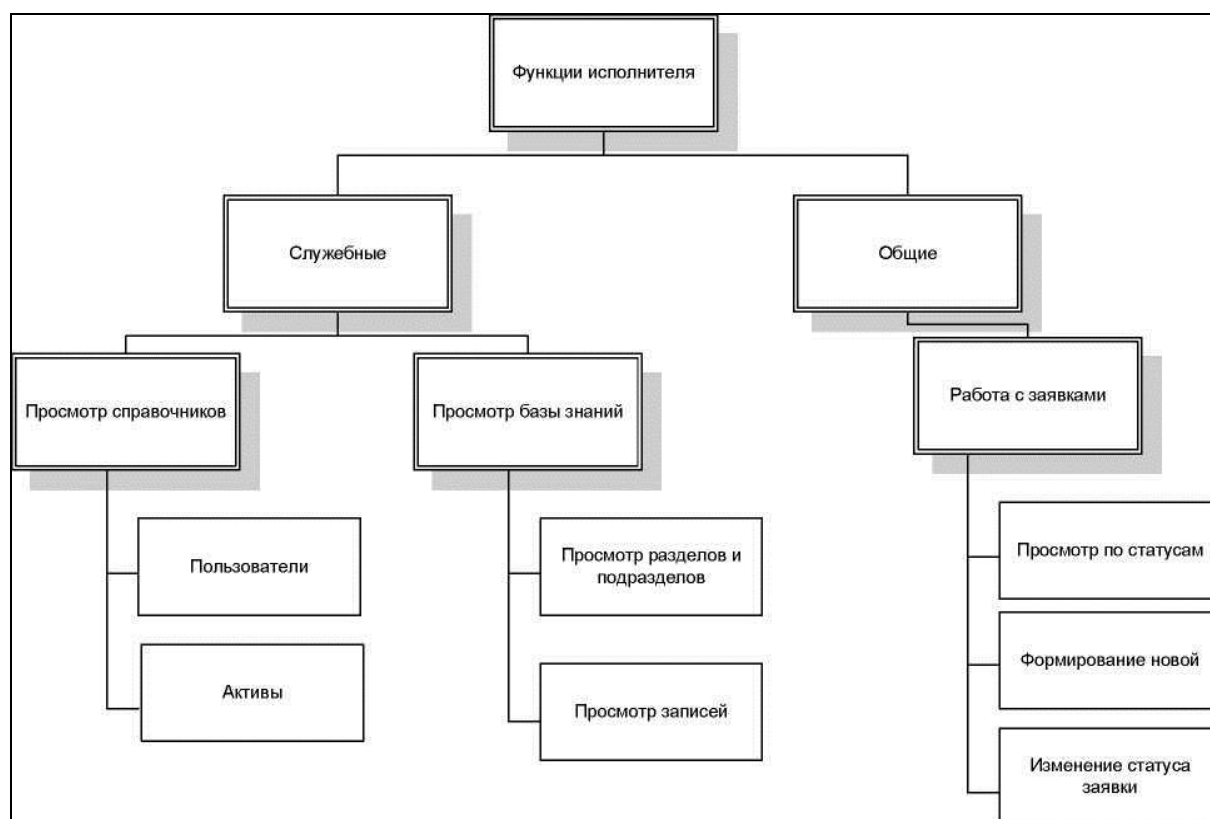 Функции исполнителя
Служебные
Общие
Просмотр справочников
Просмотр базы знаний
Работа с заявками
Пользователи
Просмотр разделов и
подразделов
Просмотр по статусам
Активы
Просмотр записей
Формирование новой
Изменение статуса
заявки